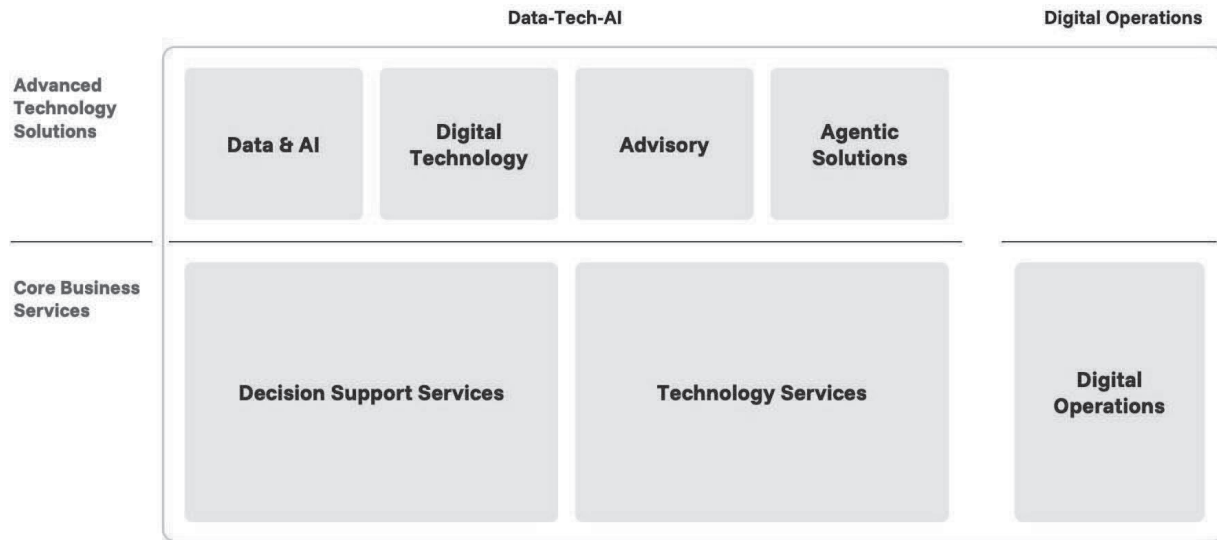 Data-Tech-AI
Digital Operations
Advanced
Technology
Solutions
Data & AI
Digital
Technology
Advisory
Agentic
Solutions
Core Business
Services
Decision Support Services
Technology Services
Digital
Operations